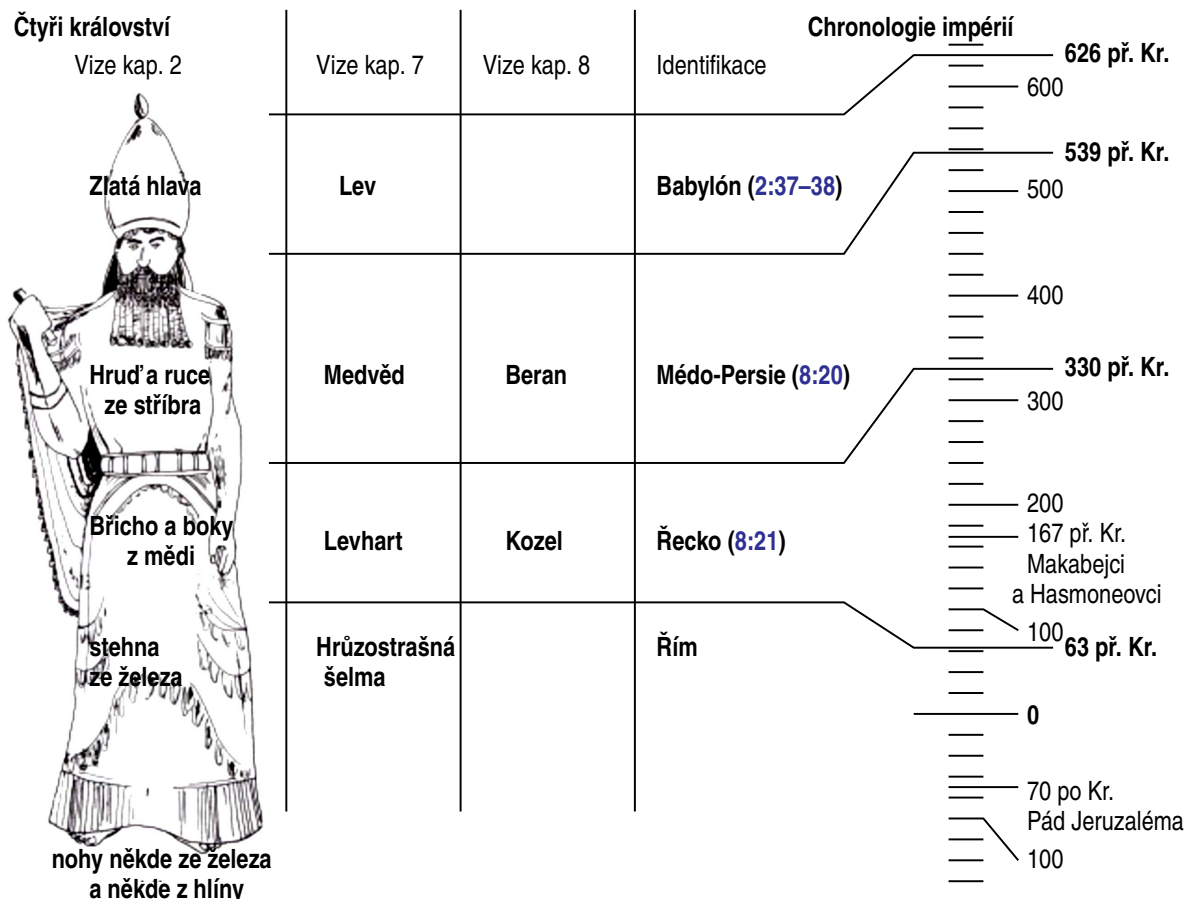 Čtyři království
Chronologie impérií
Vize kap. 2
Vize kap. 7
Vize kap. 8
Identifikace
626 př. Kr.
600
539 př. Kr.
Zlatá hlava
Lev
Babylón (2:37–38)
500
400
330 př. Kr.
Hruď a ruce
ze stříbra
Medvěd
Beran
Médo-Persie (8:20)
300
200
Břicho a boky
z mědi
Levhart
Kozel
Řecko (8:21)
167 př. Kr.
Makabejci
a Hasmoneovci
100
63 př. Kr.
stehna
ze železa
Hrůzostrašná
šelma
Řím
0
70 po Kr.
Pád Jeruzaléma
100
nohy někde ze železa
a někde z hlíny